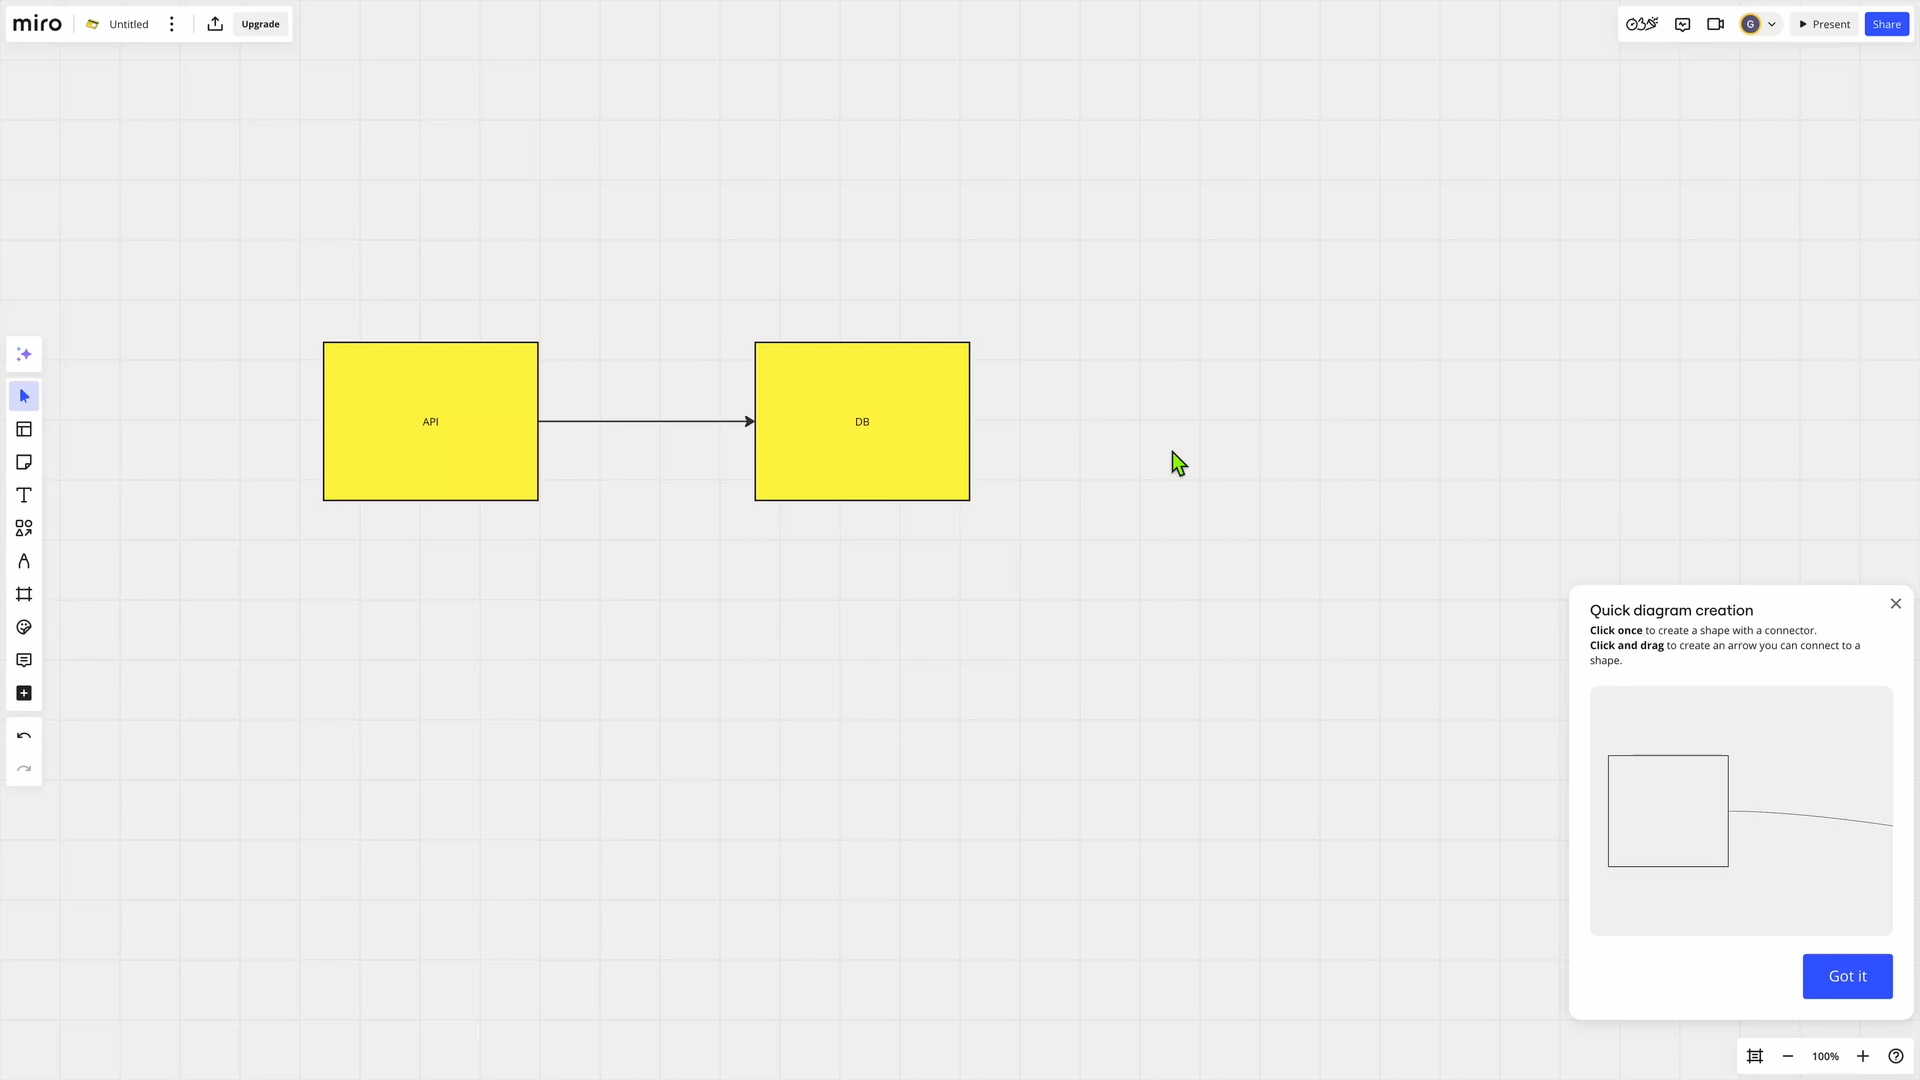 miro
Untitled
Upgrade
G
Present
Share
API
DB
Quick diagram creation
Click once to create a shape with a connector.
Click and drag to create an arrow you can connect to a
shape.
Got it
100%